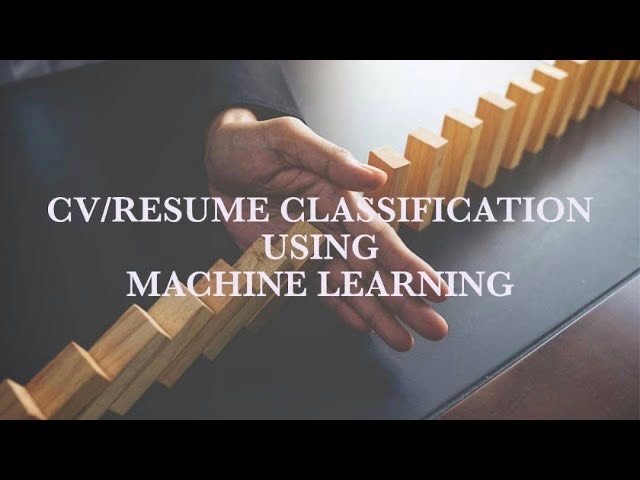 CV/RESUME CLASSIFICATION
USING
MACHINE LEARNING